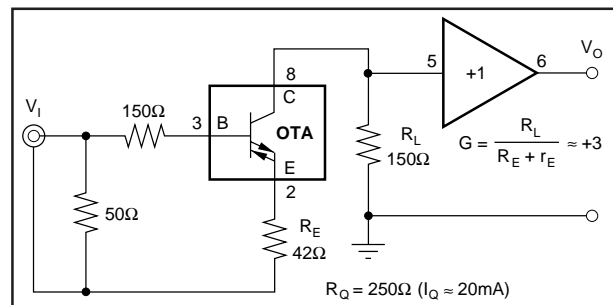 V_I
150Ω
3
B
8
C
OTA
E
2
50Ω
R_E
42Ω
R_L
150Ω
5
+1
6
V_O
G = R_L / (R_E + r_E) ≈ +3
R_Q = 250Ω (I_Q ≈ 20mA)